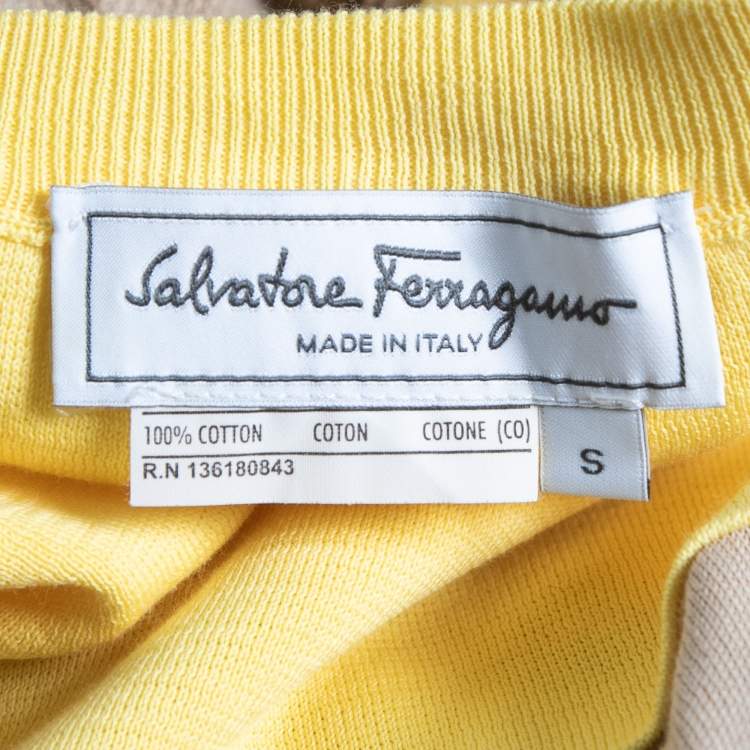 Salvatore Ferragamo
MADE IN ITALY
100% COTTON COTON COTONE (CO)
R.N 136180843
S